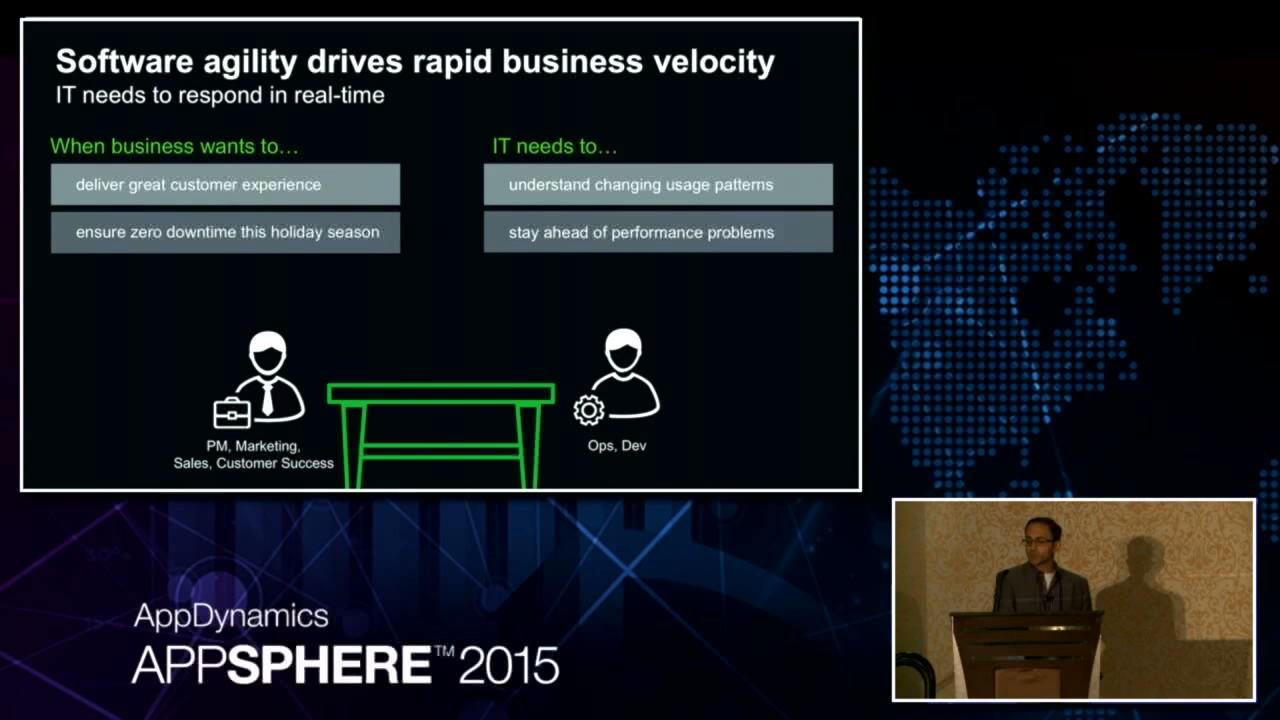 Software agility drives rapid business velocity
IT needs to respond in real-time
When business wants to…
deliver great customer experience
ensure zero downtime this holiday season
IT needs to…
understand changing usage patterns
stay ahead of performance problems
PM, Marketing,
Sales, Customer Success
Ops, Dev
AppDynamics
APPSPHERE™ 2015